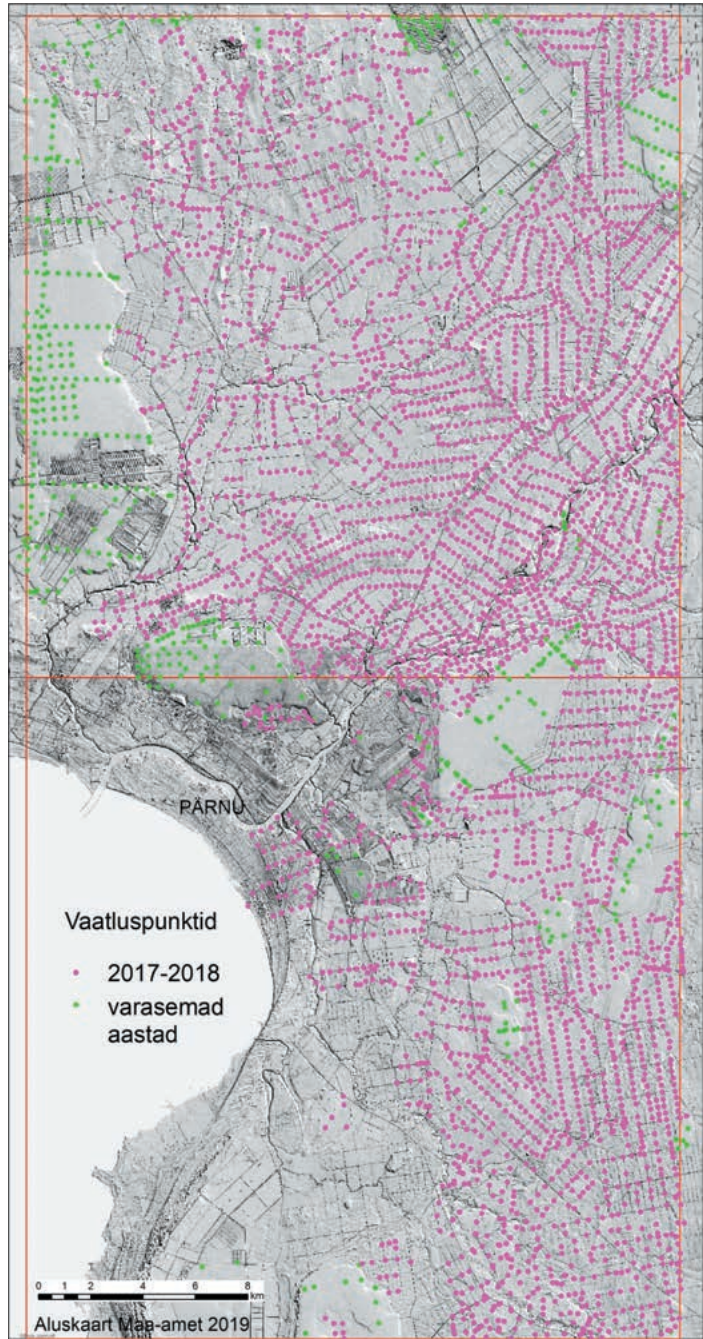 PÄRNU
Vaatluspunktid
2017-2018
varasemad
aastad
0 1 2 4 6 8
km
Aluskaart Maa-amet 2019